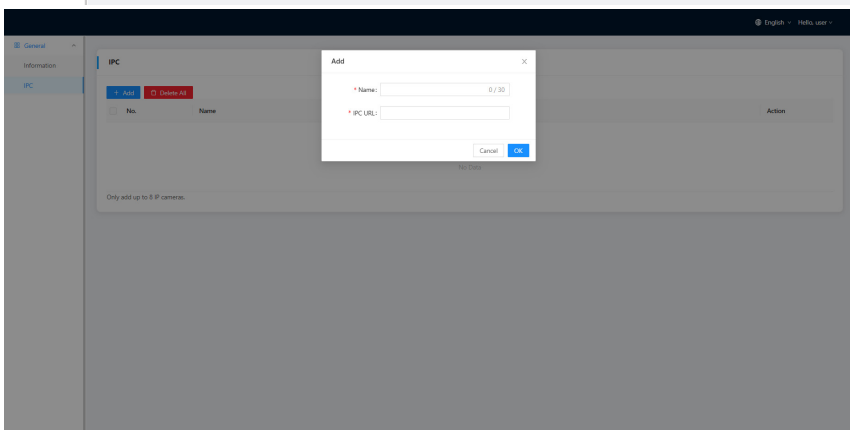 English Hello, user
General
Information
IPC
IPC
+ Add Delete All
No. Name Action
Add
* Name: 0 / 30
* IPC URL:
Cancel OK
No Data
Only add up to 8 IP cameras.